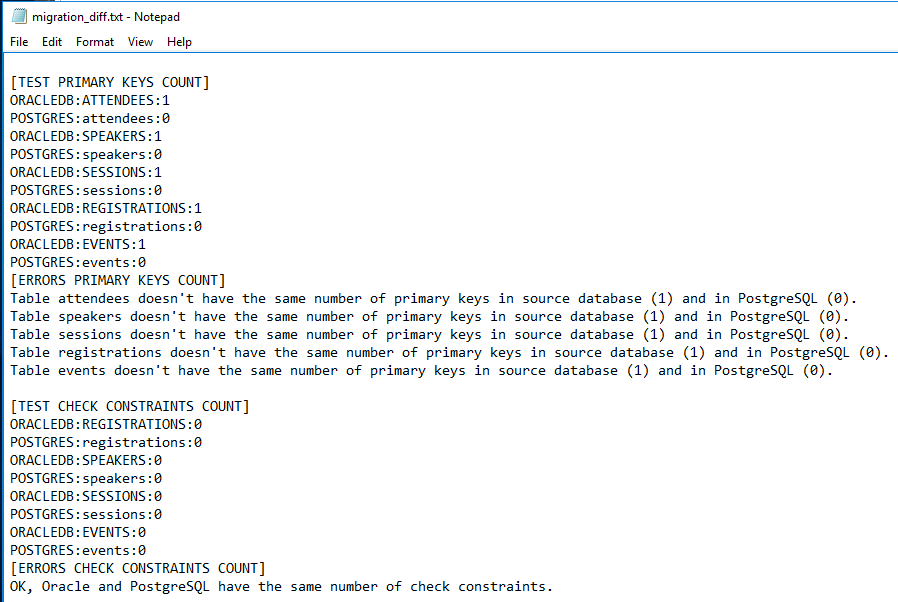 migration_diff.txt - Notepad
File Edit Format View Help
[TEST PRIMARY KEYS COUNT]
ORACLEDB:ATTENDEES:1
POSTGRES:attendees:0
ORACLEDB:SPEAKERS:1
POSTGRES:speakers:0
ORACLEDB:SESSIONS:1
POSTGRES:sessions:0
ORACLEDB:REGISTRATIONS:1
POSTGRES:registrations:0
ORACLEDB:EVENTS:1
POSTGRES:events:0
[ERRORS PRIMARY KEYS COUNT]
Table attendees doesn't have the same number of primary keys in source database (1) and in PostgreSQL (0).
Table speakers doesn't have the same number of primary keys in source database (1) and in PostgreSQL (0).
Table sessions doesn't have the same number of primary keys in source database (1) and in PostgreSQL (0).
Table registrations doesn't have the same number of primary keys in source database (1) and in PostgreSQL (0).
Table events doesn't have the same number of primary keys in source database (1) and in PostgreSQL (0).
[TEST CHECK CONSTRAINTS COUNT]
ORACLEDB:REGISTRATIONS:0
POSTGRES:registrations:0
ORACLEDB:SPEAKERS:0
POSTGRES:speakers:0
ORACLEDB:SESSIONS:0
POSTGRES:sessions:0
ORACLEDB:EVENTS:0
POSTGRES:events:0
[ERRORS CHECK CONSTRAINTS COUNT]
OK, Oracle and PostgreSQL have the same number of check constraints.